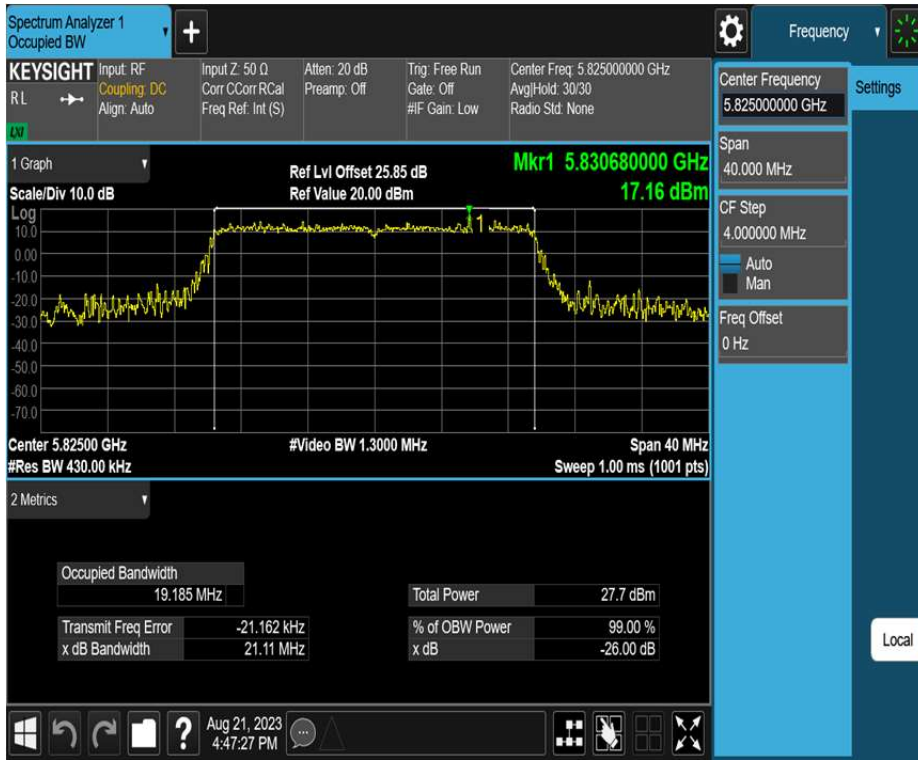 Spectrum Analyzer 1
Occupied BW
+
Frequency
KEYSIGHT
R L
LXI
Input: RF
Coupling: DC
Align: Auto
Input Z: 50 Ω
Corr CCorr RCal
Freq Ref: Int (S)
Atten: 20 dB
Preamp: Off
Trig: Free Run
Gate: Off
#IF Gain: Low
Center Freq: 5.825000000 GHz
Avg|Hold: 30/30
Radio Std: None
Center Frequency
5.825000000 GHz
Settings
Span
40.000 MHz
CF Step
4.000000 MHz
Auto
Man
Freq Offset
0 Hz
Local
1 Graph
Scale/Div 10.0 dB
Ref Lvl Offset 25.85 dB
Ref Value 20.00 dBm
Mkr1 5.830680000 GHz
17.16 dBm
Log
10.0
0.00
-10.0
-20.0
-30.0
-40.0
-50.0
-60.0
-70.0
1
Center 5.82500 GHz
#Res BW 430.00 kHz
#Video BW 1.3000 MHz
Span 40 MHz
Sweep 1.00 ms (1001 pts)
2 Metrics
Occupied Bandwidth
19.185 MHz
Total Power 27.7 dBm
Transmit Freq Error -21.162 kHz
% of OBW Power 99.00 %
x dB Bandwidth 21.11 MHz
x dB -26.00 dB
?
Aug 21, 2023
4:47:27 PM